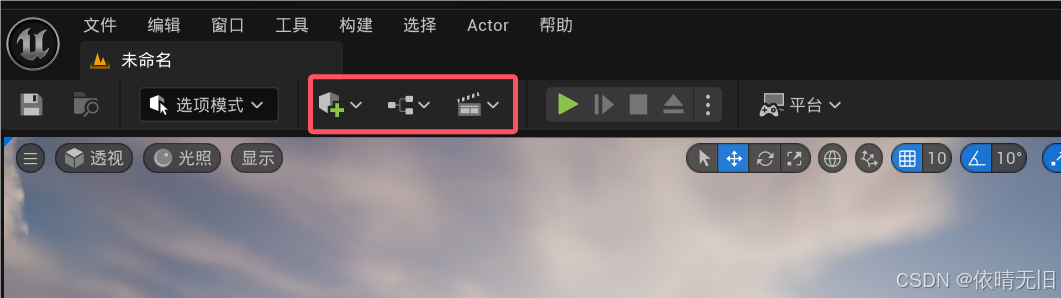 文件 编辑 窗口 工具 构建 选择 Actor 帮助
未命名
选项模式 平台
透视 光照 显示 10 10°
CSDN @依晴无旧